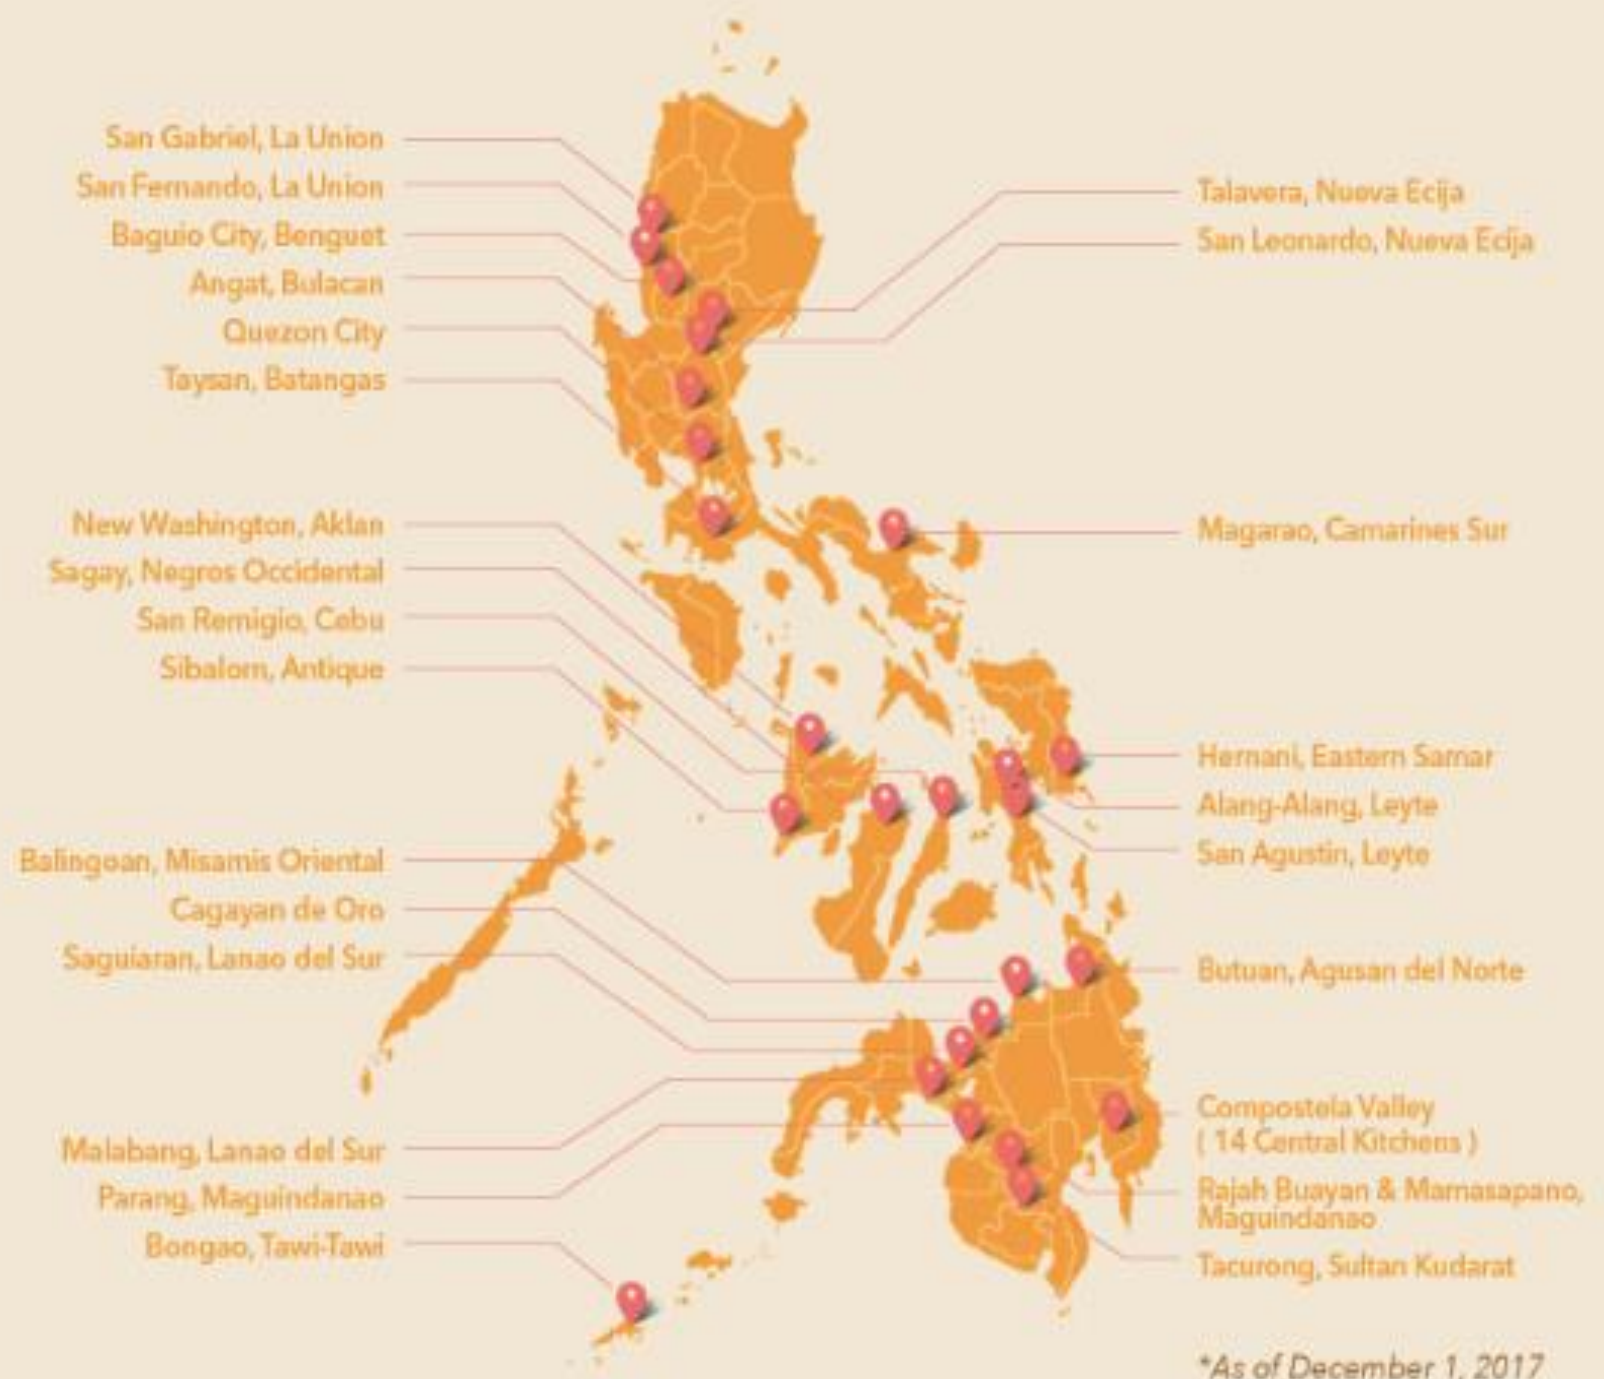 San Gabriel, La Union
San Fernando, La Union
Baguio City, Benguet
Angat, Bulacan
Quezon City
Taysan, Batangas
New Washington, Aklan
Sagay, Negros Occidental
San Remigio, Cebu
Sibalom, Antique
Balingoan, Misamis Oriental
Cagayan de Oro
Saguiaran, Lanao del Sur
Malabang, Lanao del Sur
Parang, Maguindanao
Bongao, Tawi-Tawi
Talavera, Nueva Ecija
San Leonardo, Nueva Ecija
Magarao, Camarines Sur
Hernani, Eastern Samar
Alang-Alang, Leyte
San Agustin, Leyte
Butuan, Agusan del Norte
Compostela Valley
( 14 Central Kitchens )
Rajah Buayan & Mamasapano,
Maguindanao
Tacurong, Sultan Kudarat
*As of December 1, 2017